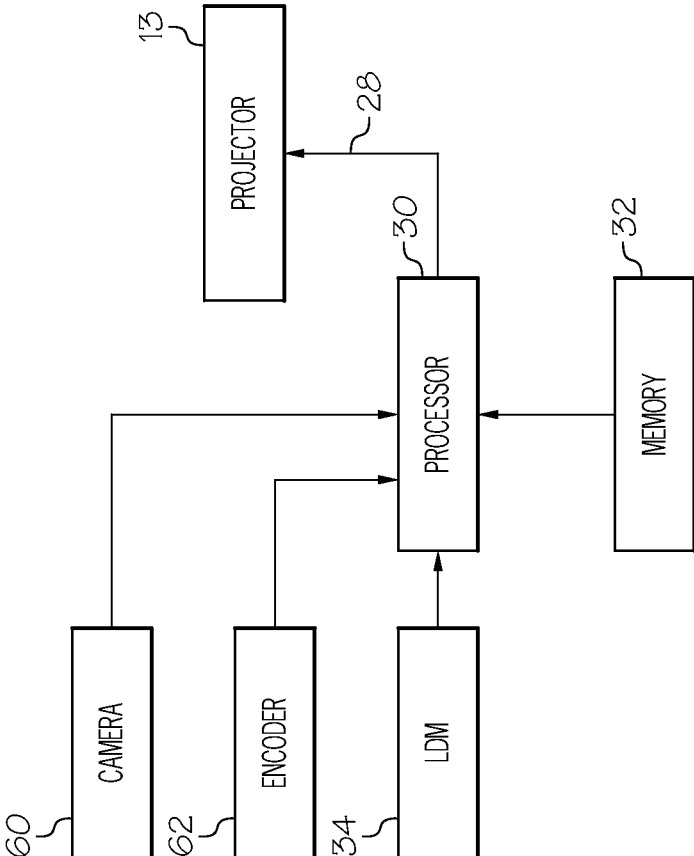 60
CAMERA
62
ENCODER
34
LDM
30
PROCESSOR
32
MEMORY
28
13
PROJECTOR